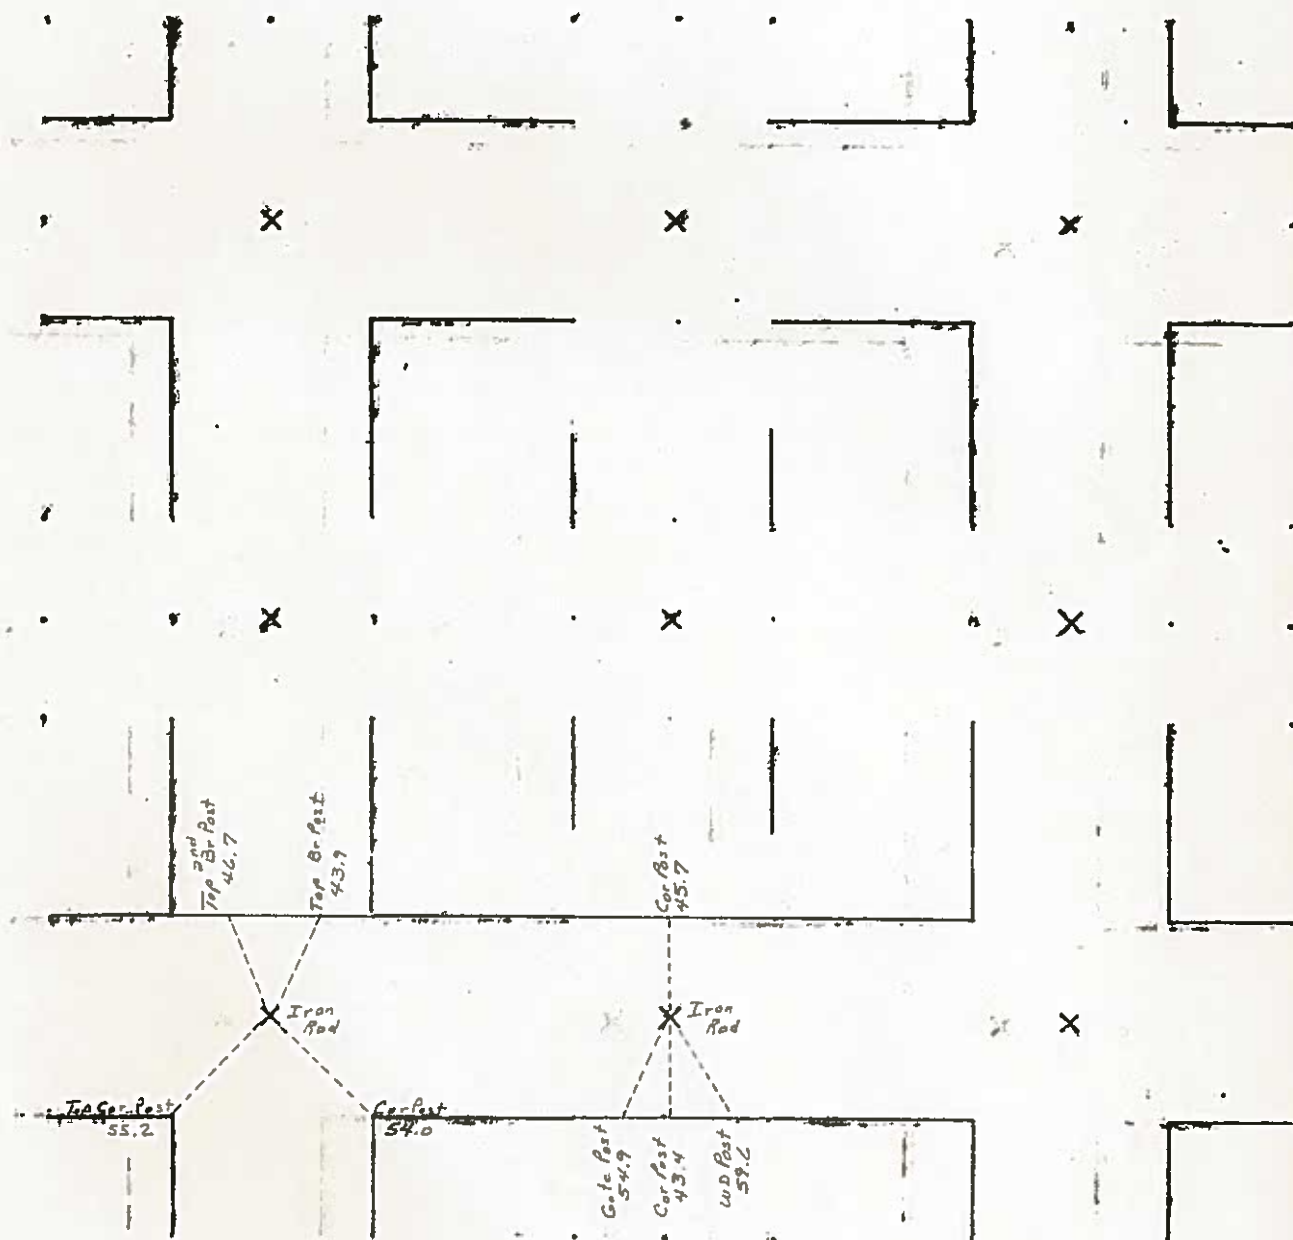 Top 2nd Br Post
46.7
Top Br Post
43.9
Cor Post
45.7
Iron
Rod
Iron
Rod
Top Cor Post
55.2
Cor Post
54.0
Gate Post
54.9
Cor Post
43.4
WD Post
59.6